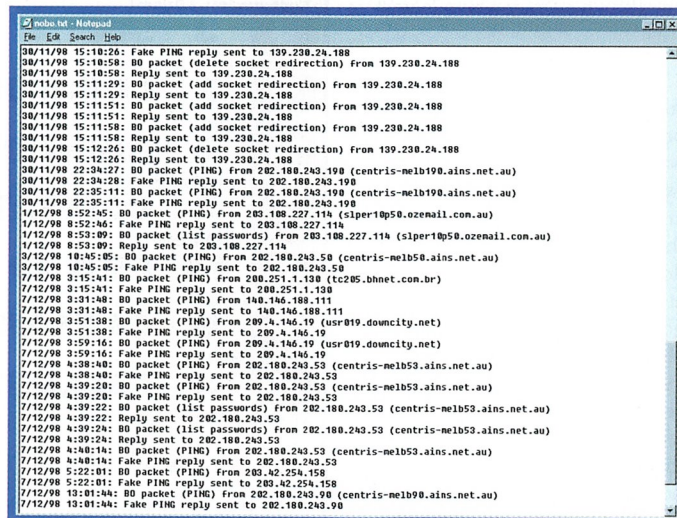 nobo.txt - Notepad
File Edit Search Help
30/11/98 15:10:26: Fake PING reply sent to 139.230.24.188
30/11/98 15:10:58: BO packet (delete socket redirection) from 139.230.24.188
30/11/98 15:10:58: Reply sent to 139.230.24.188
30/11/98 15:11:29: BO packet (add socket redirection) from 139.230.24.188
30/11/98 15:11:29: Reply sent to 139.230.24.188
30/11/98 15:11:51: BO packet (add socket redirection) from 139.230.24.188
30/11/98 15:11:51: Reply sent to 139.230.24.188
30/11/98 15:11:58: BO packet (add socket redirection) from 139.230.24.188
30/11/98 15:11:58: Reply sent to 139.230.24.188
30/11/98 15:12:26: BO packet (delete socket redirection) from 139.230.24.188
30/11/98 15:12:26: Reply sent to 139.230.24.188
30/11/98 22:34:27: BO packet (PING) from 202.180.243.190 (centris-melb190.ains.net.au)
30/11/98 22:34:28: Fake PING reply sent to 202.180.243.190
30/11/98 22:35:11: BO packet (PING) from 202.180.243.190 (centris-melb190.ains.net.au)
30/11/98 22:35:11: Fake PING reply sent to 202.180.243.190
1/12/98 8:52:45: BO packet (PING) from 203.108.227.114 (slper10p50.ozemail.com.au)
1/12/98 8:52:46: Fake PING reply sent to 203.108.227.114
1/12/98 8:53:09: BO packet (list passwords) from 203.108.227.114 (slper10p50.ozemail.com.au)
1/12/98 8:53:09: Reply sent to 203.108.227.114
3/12/98 10:45:05: BO packet (PING) from 202.180.243.50 (centris-melb50.ains.net.au)
3/12/98 10:45:05: Fake PING reply sent to 202.180.243.50
7/12/98 3:15:41: BO packet (PING) from 200.251.1.130 (tc205.bhnet.com.br)
7/12/98 3:15:41: Fake PING reply sent to 200.251.1.130
7/12/98 3:31:48: BO packet (PING) from 140.146.188.111
7/12/98 3:31:48: Fake PING reply sent to 140.146.188.111
7/12/98 3:51:38: BO packet (PING) from 209.4.146.19 (usr019.downcity.net)
7/12/98 3:51:38: Fake PING reply sent to 209.4.146.19
7/12/98 3:59:16: BO packet (PING) from 209.4.146.19 (usr019.downcity.net)
7/12/98 3:59:16: Fake PING reply sent to 209.4.146.19
7/12/98 4:38:40: BO packet (PING) from 202.180.243.53 (centris-melb53.ains.net.au)
7/12/98 4:38:40: Fake PING reply sent to 202.180.243.53
7/12/98 4:39:20: BO packet (PING) from 202.180.243.53 (centris-melb53.ains.net.au)
7/12/98 4:39:20: Fake PING reply sent to 202.180.243.53
7/12/98 4:39:22: BO packet (list passwords) from 202.180.243.53 (centris-melb53.ains.net.au)
7/12/98 4:39:22: Reply sent to 202.180.243.53
7/12/98 4:39:24: BO packet (list passwords) from 202.180.243.53 (centris-melb53.ains.net.au)
7/12/98 4:39:24: Reply sent to 202.180.243.53
7/12/98 4:40:14: BO packet (PING) from 202.180.243.53 (centris-melb53.ains.net.au)
7/12/98 4:40:14: Fake PING reply sent to 202.180.243.53
7/12/98 5:22:01: BO packet (PING) from 203.42.254.158
7/12/98 5:22:01: Fake PING reply sent to 203.42.254.158
7/12/98 13:01:44: BO packet (PING) from 202.180.243.90 (centris-melb90.ains.net.au)
7/12/98 13:01:44: Fake PING reply sent to 202.180.243.90